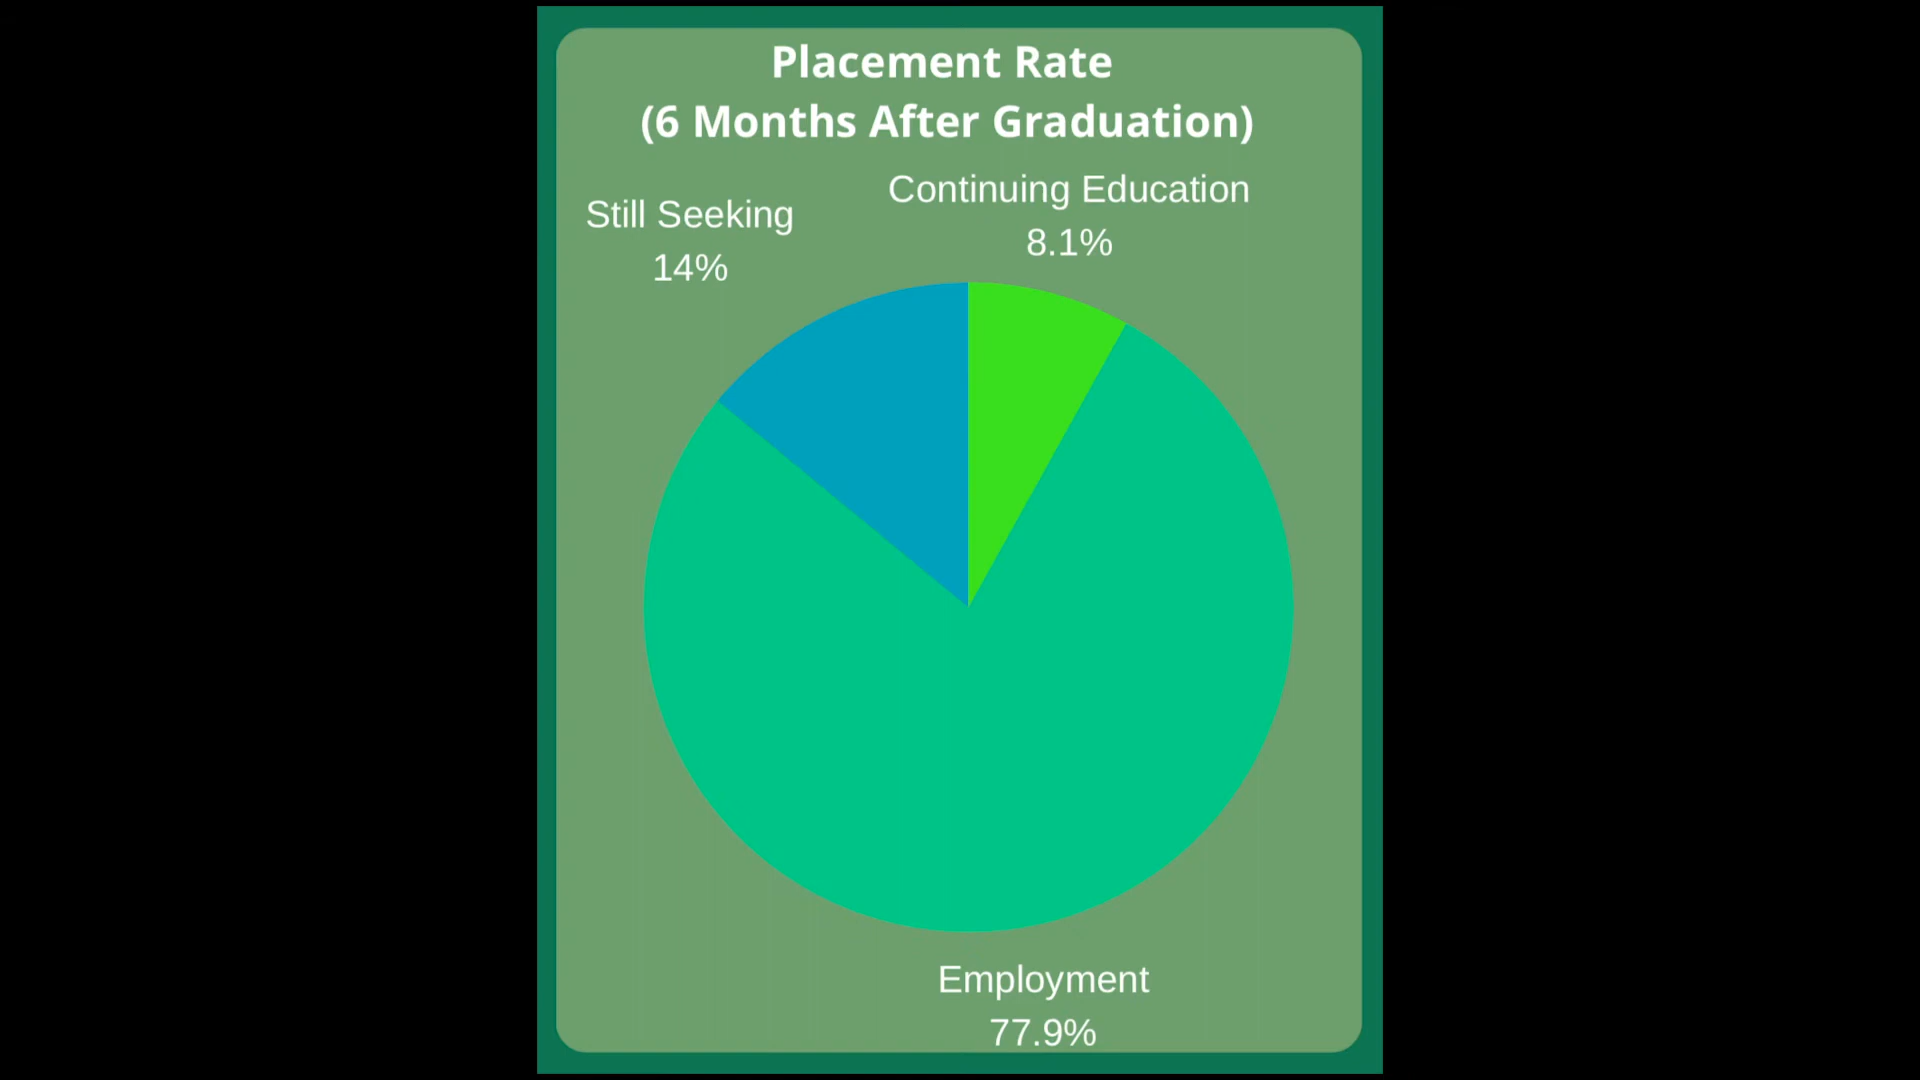 Placement Rate
(6 Months After Graduation)
Continuing Education
8.1%
Still Seeking
14%
Employment
77.9%